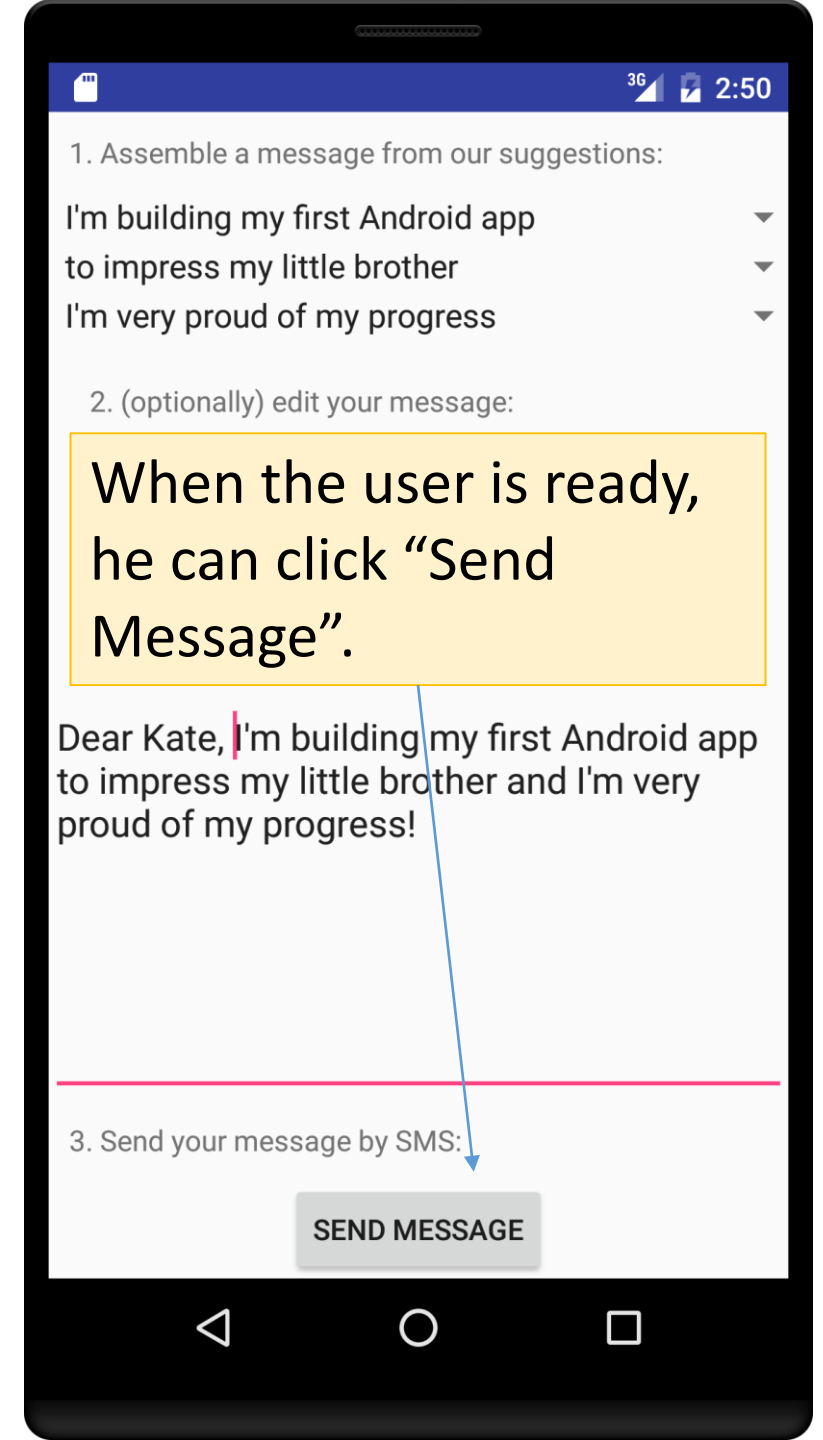 3G 2:50
1. Assemble a message from our suggestions:
I'm building my first Android app
to impress my little brother
I'm very proud of my progress
2. (optionally) edit your message:
When the user is ready,
he can click “Send
Message”.
Dear Kate, I'm building my first Android app
to impress my little brother and I'm very
proud of my progress!
3. Send your message by SMS:
SEND MESSAGE